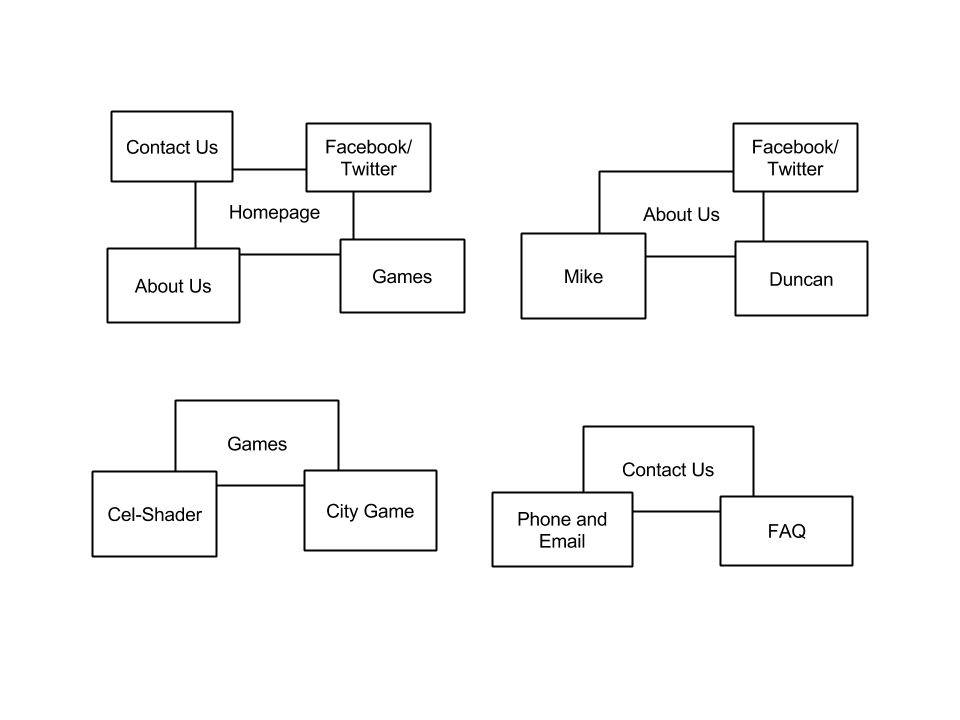 Contact Us
Facebook/
Twitter
Homepage
About Us
Games
Facebook/
Twitter
About Us
Mike
Duncan
Games
Cel-Shader
City Game
Contact Us
Phone and
Email
FAQ